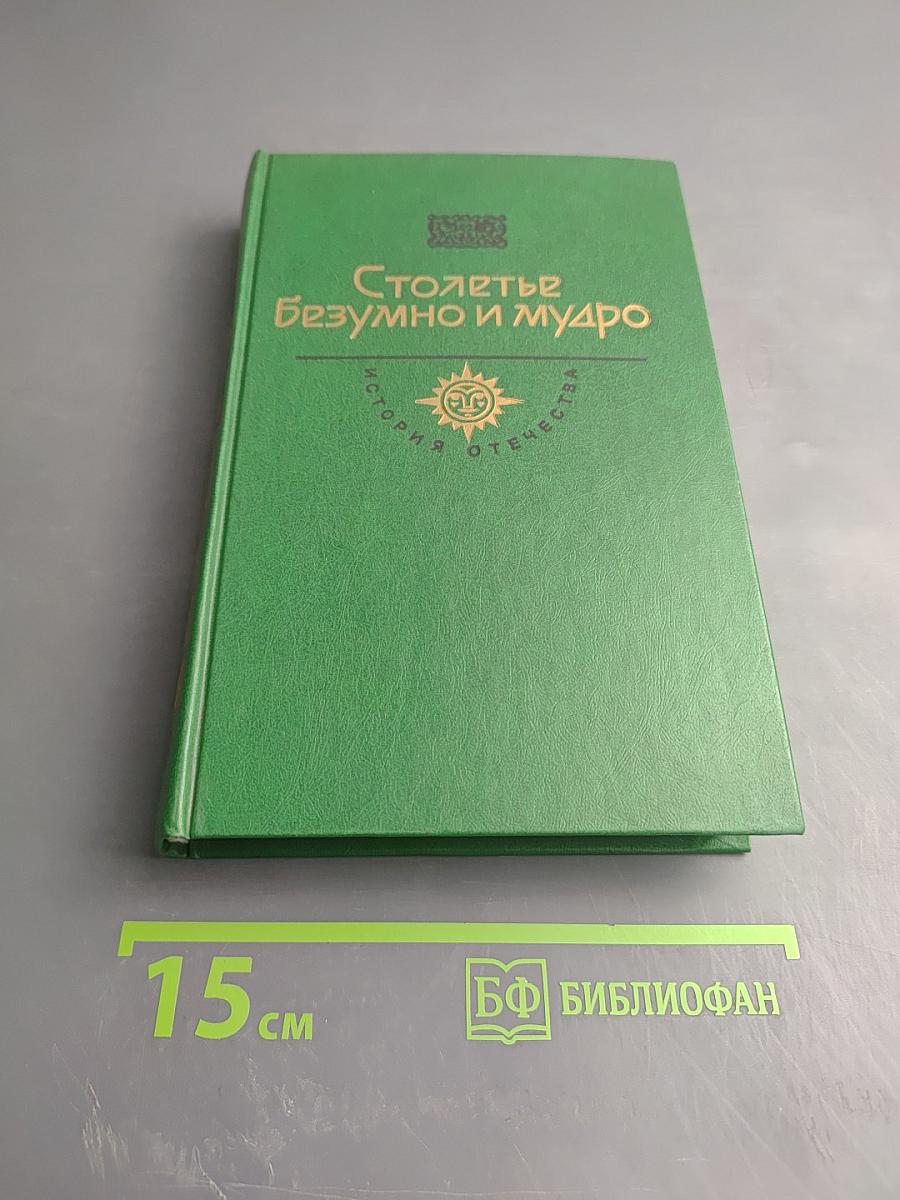 Столетье
безумно и мудро
ИСТОРИЯ ОТЕЧЕСТВА
15 см
БФ БИБЛИОФАН